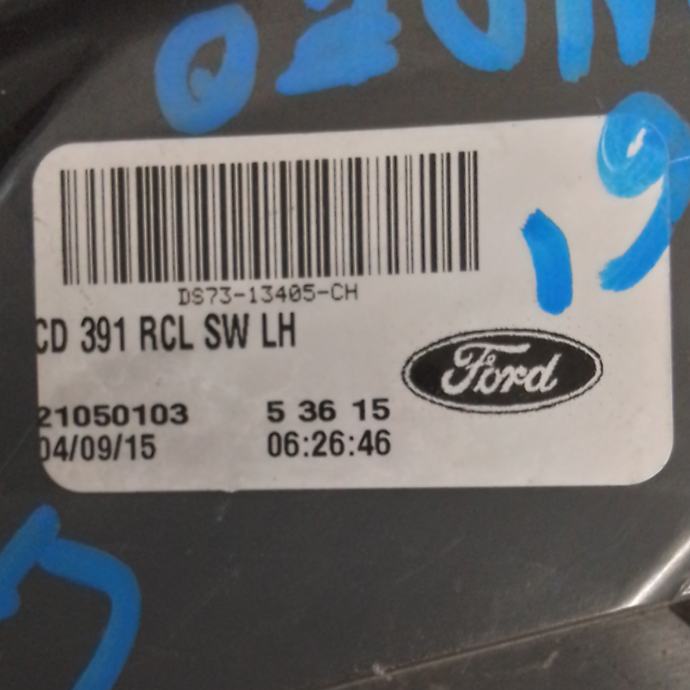 DS73-13405-CH
CD 391 RCL SW LH
Ford
21050103 5 36 15
04/09/15 06:26:46